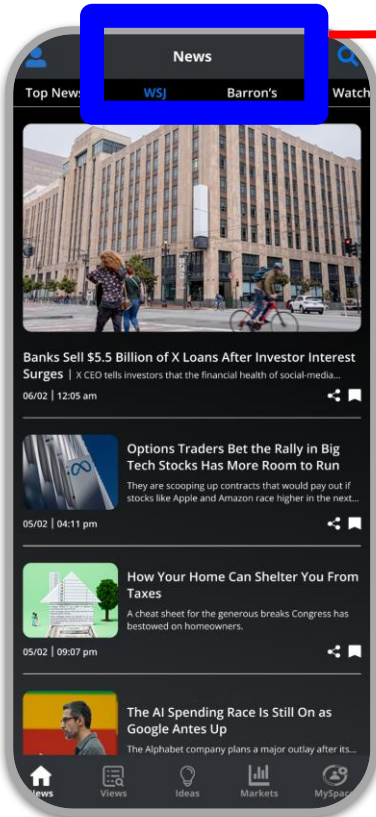 News
Top News WSJ Barron's Watch
Banks Sell $5.5 Billion of X Loans After Investor Interest
Surges | X CEO tells investors that the financial health of social-media...
06/02 | 12:05 am
Options Traders Bet the Rally in Big
Tech Stocks Has More Room to Run
They are scooping up contracts that would pay out if
stocks like Apple and Amazon race higher in the next...
05/02 | 04:11 pm
How Your Home Can Shelter You From
Taxes
A cheat sheet for the generous breaks Congress has
bestowed on homeowners.
05/02 | 09:07 pm
The AI Spending Race Is Still On as
Google Antes Up
The Alphabet company plans a major outlay after its...
News Views Ideas Markets MySpace